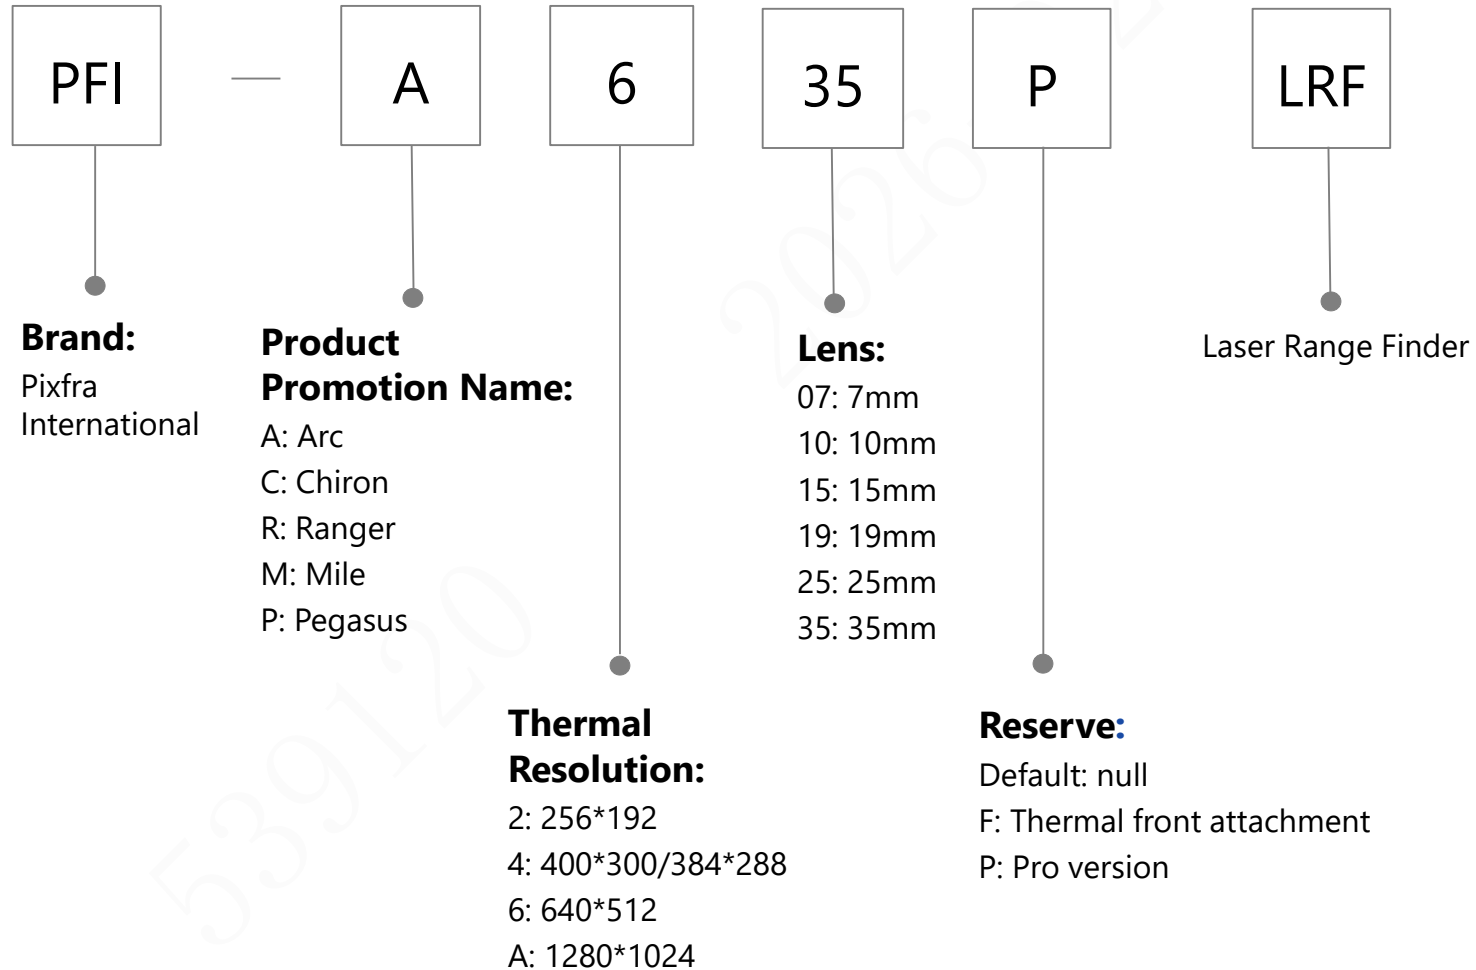 PFI — A 6 35 P LRF
Brand:
Pixfra
International
Product
Promotion Name:
A: Arc
C: Chiron
R: Ranger
M: Mile
P: Pegasus
Lens:
07: 7mm
10: 10mm
15: 15mm
19: 19mm
25: 25mm
35: 35mm
Laser Range Finder
Thermal
Resolution:
2: 256*192
4: 400*300/384*288
6: 640*512
A: 1280*1024
Reserve:
Default: null
F: Thermal front attachment
P: Pro version
539120
2026